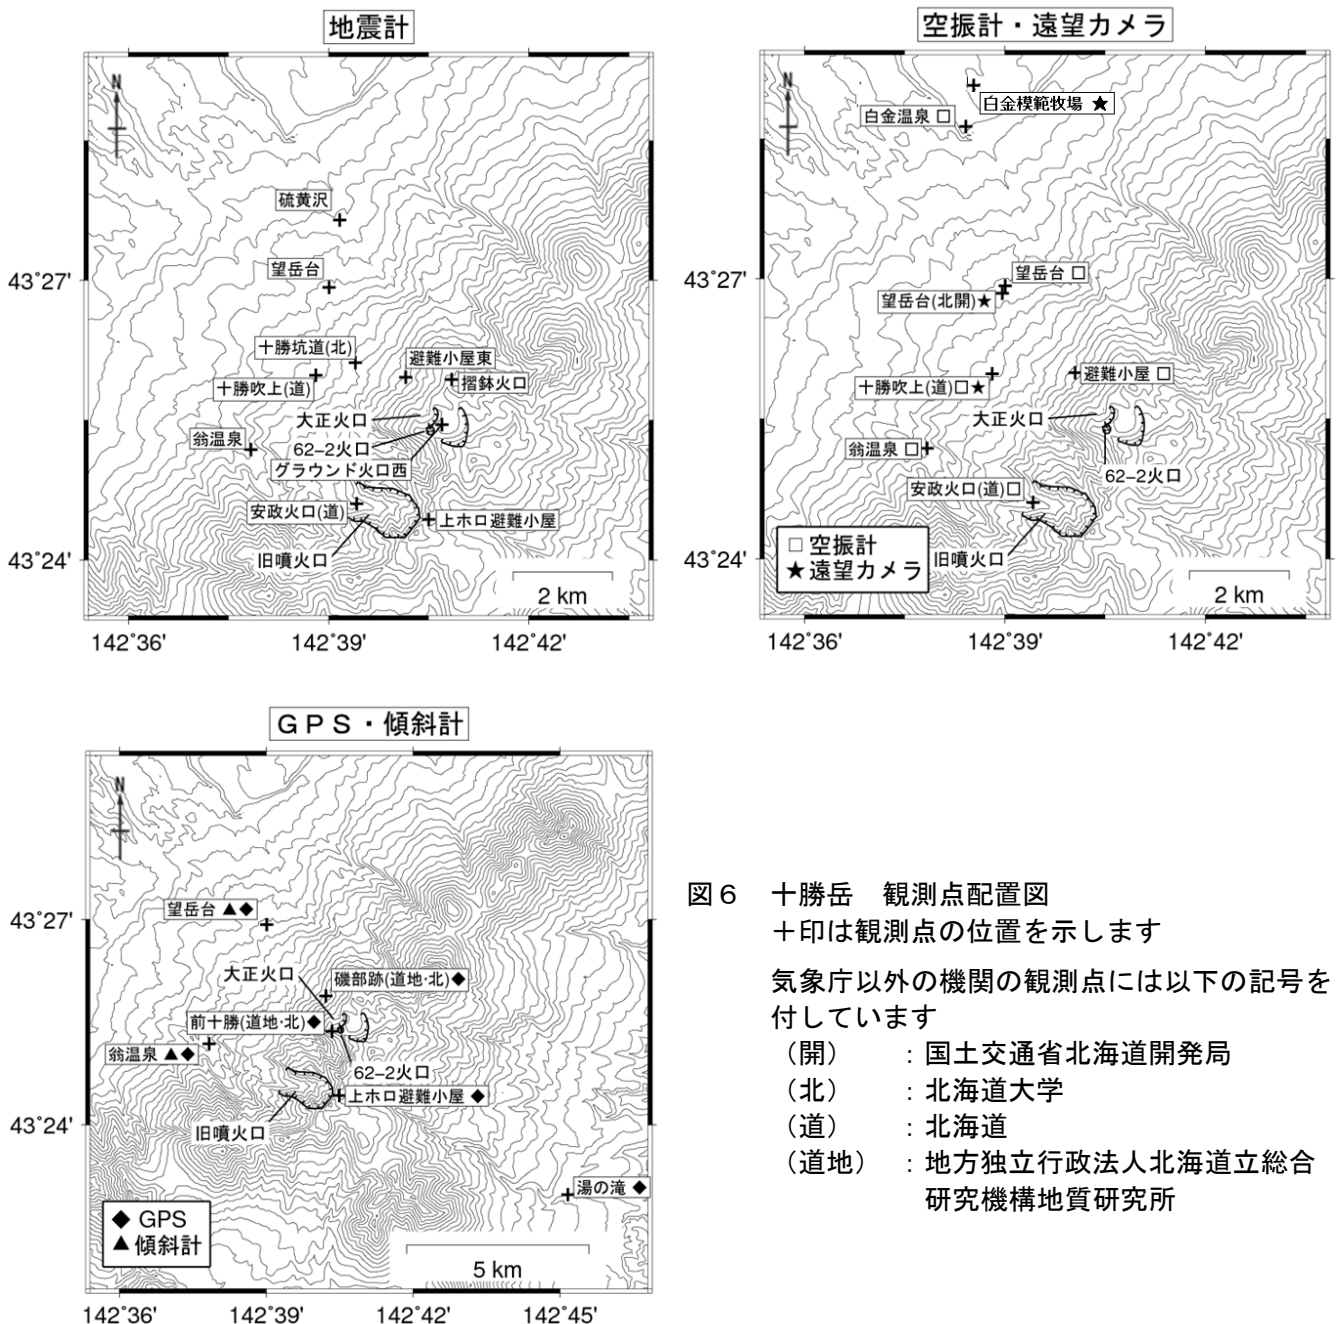 地震計
N
硫黄沢
望岳台
43°27'
十勝坑道(北)
避難小屋東
十勝吹上(道)
摺鉢火口
大正火口
翁温泉
62-2火口
グラウンド火口西
安政火口(道)
上ホロ避難小屋
旧噴火口
43°24'
2 km
142°36'
142°39'
142°42'
空振計・遠望カメラ
N
白金模範牧場 ★
白金温泉 □
43°27'
望岳台 □
望岳台(北開)★
避難小屋 □
十勝吹上(道)□★
大正火口
翁温泉 □
62-2火口
安政火口(道)□
旧噴火口
43°24'
□ 空振計
★遠望カメラ
2 km
142°36'
142°39'
142°42'
GPS・傾斜計
N
望岳台 ▲◆
43°27'
大正火口
磯部跡(道地・北)◆
前十勝(道地・北)◆
翁温泉 ▲◆
62-2火口
上ホロ避難小屋 ◆
43°24'
旧噴火口
湯の滝 ◆
◆ GPS
▲傾斜計
5 km
142°36'
142°39'
142°42'
142°45'
図6 十勝岳 観測点配置図
+印は観測点の位置を示します
気象庁以外の機関の観測点には以下の記号を
付しています
(開) :国土交通省北海道開発局
(北) :北海道大学
(道) :北海道
(道地) :地方独立行政法人北海道立総合
研究機構地質研究所